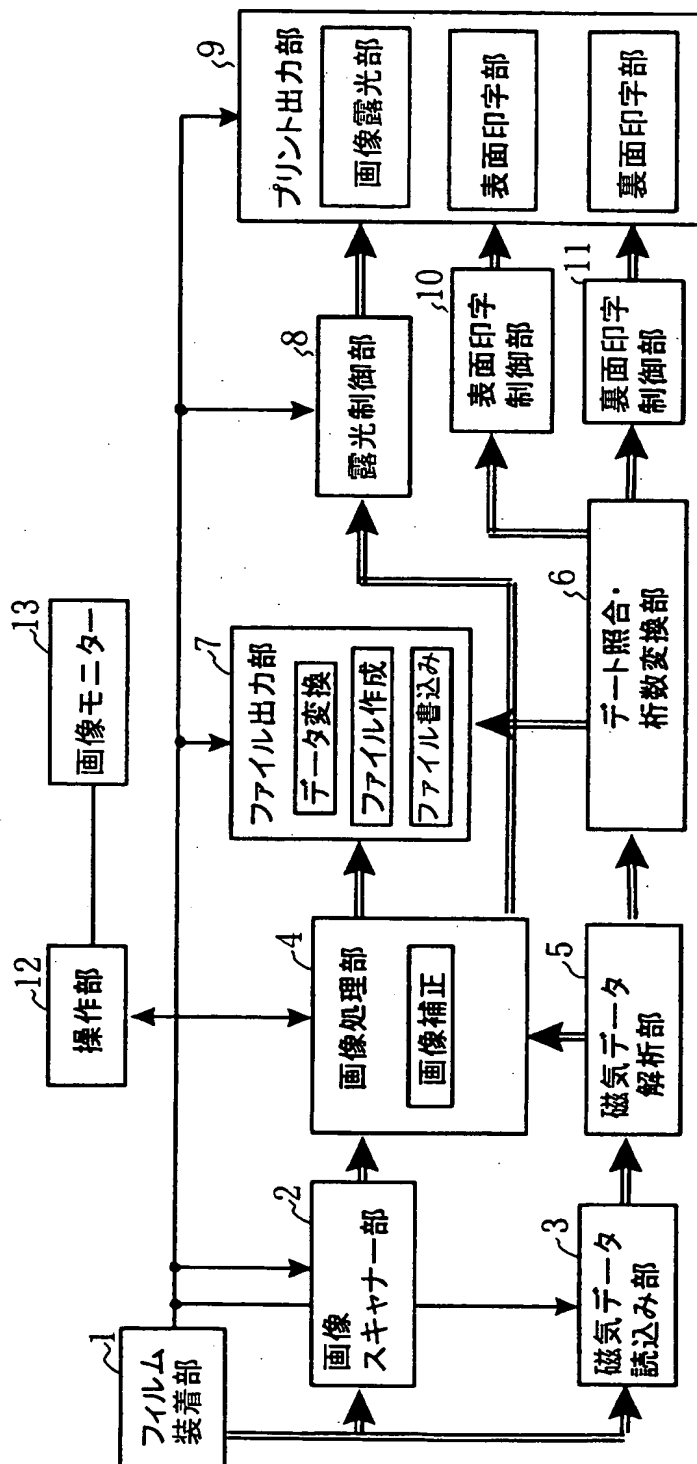 1
フィルム
装着部
2
画像
スキャナー部
3
磁気データ
読込み部
12
操作部
13
画像モニター
4
画像処理部
画像補正
5
磁気データ
解析部
7
ファイル出力部
データ変換
ファイル作成
ファイル書込み
6
デート照合・
桁数変換部
8
露光制御部
10
表面印字
制御部
11
裏面印字
制御部
9
プリント出力部
画像露光部
表面印字部
裏面印字部